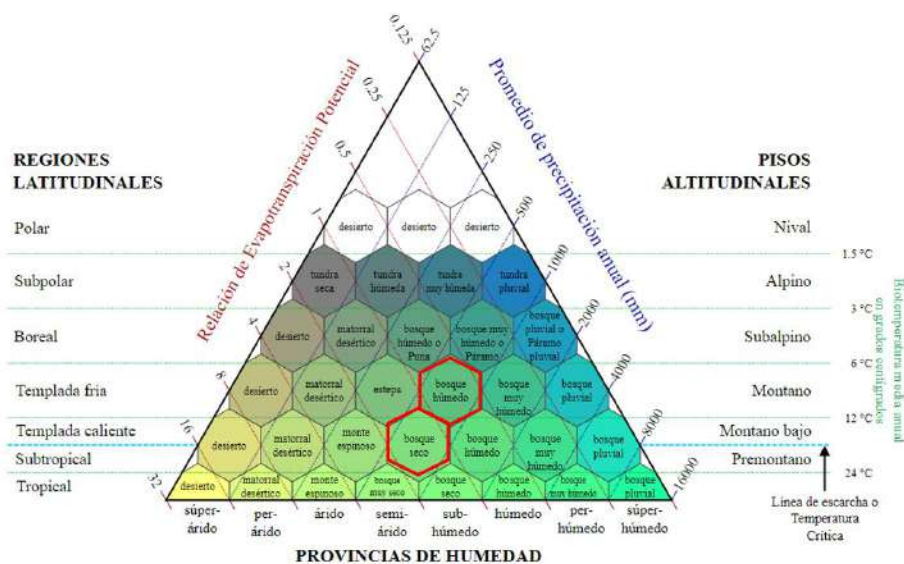 0.125
62.5
0.25
125
0.5
250
1
500
2
1000
4
2000
8
4000
16
8000
32
16000
Relación de Evapotranspiración Potencial
Promedio de precipitación anual (mm)
REGIONES
LATITUDINALES
PISOS
ALTITUDINALES
Polar
desierto
desierto
desierto
Nival
1.5 °C
Subpolar
tundra
seca
tundra
húmeda
tundra
muy húmeda
tundra
pluvial
Alpino
3 °C
Boreal
desierto
matorral
desértico
bosque
húmedo o
Puna
bosque muy
húmedo o
Páramo
bosque
pluvial o
Páramo
pluvial
Subalpino
6 °C
Templada fria
desierto
matorral
desértico
estepa
bosque
húmedo
bosque
muy
húmedo
bosque
pluvial
Montano
12 °C
Templada caliente
Subtropical
desierto
matorral
desértico
monte
espinoso
bosque
seco
bosque
húmedo
bosque
muy
húmedo
bosque
pluvial
Montano bajo
Premontano
24 °C
Tropical
desierto
matorral
desértico
monte
espinoso
bosque
muy seco
bosque
seco
bosque
húmedo
bosque
muy húmedo
bosque
pluvial
Biotemperatura media anual
en grados centígrados
Linea de escarcha o
Temperatura
Critica
súper-
árido
per-
árido
árido
semi-
árido
sub-
húmedo
húmedo
per-
húmedo
súper-
húmedo
PROVINCIAS DE HUMEDAD